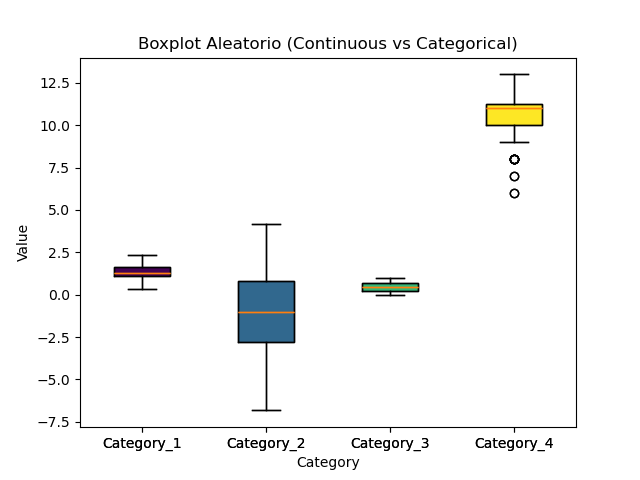 Boxplot Aleatorio (Continuous vs Categorical)
12.5
10.0
7.5
5.0
2.5
0.0
−2.5
−5.0
−7.5
Value
Category_1 Category_2 Category_3 Category_4
Category